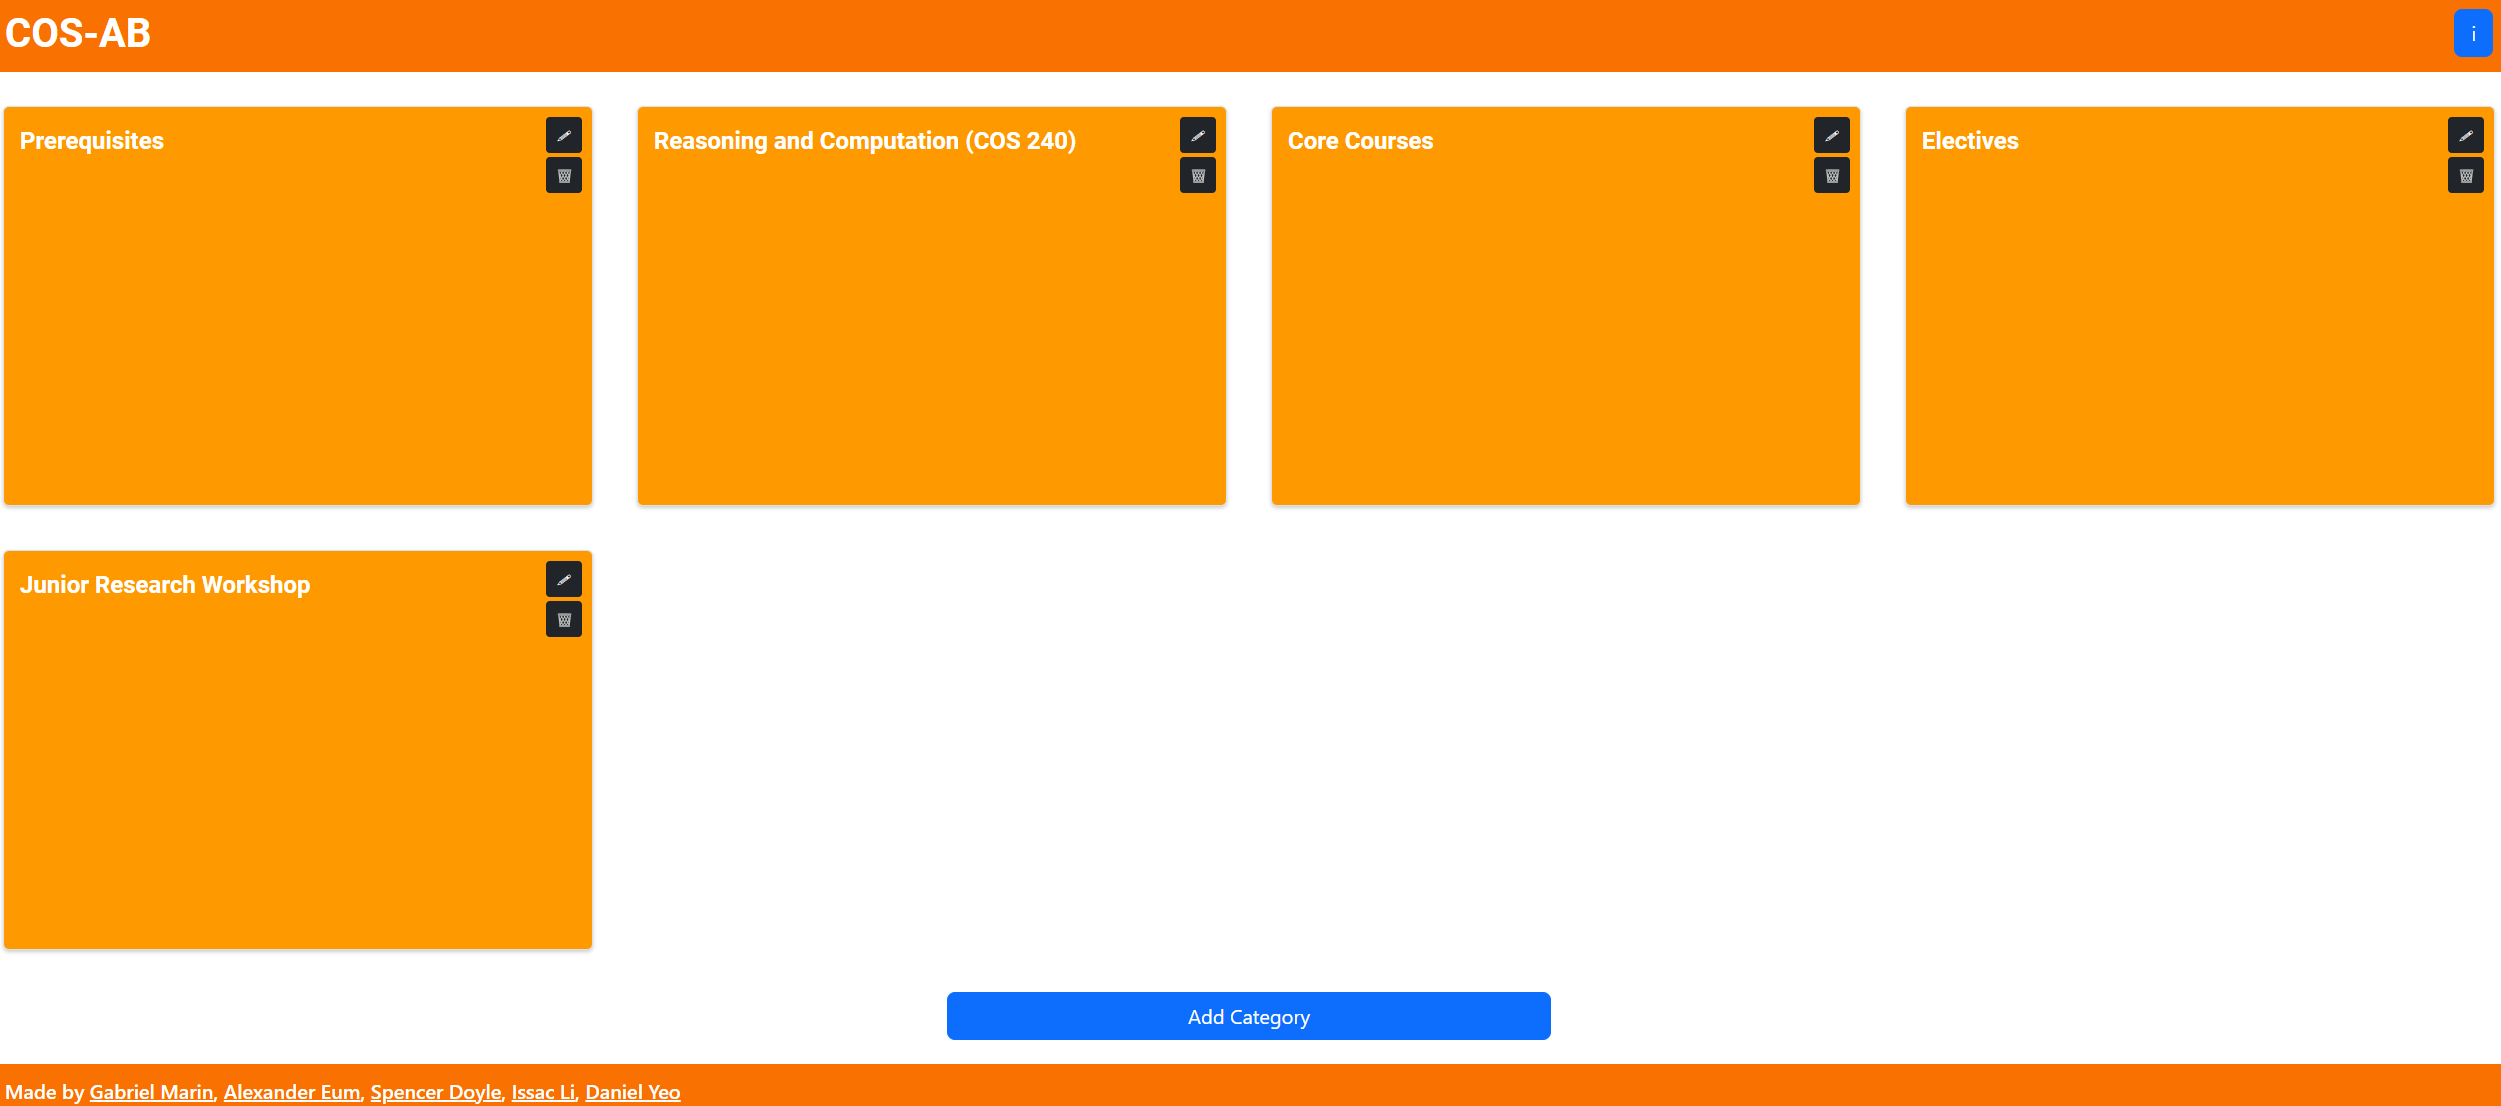 COS-AB
i
Prerequisites
Reasoning and Computation (COS 240)
Core Courses
Electives
Junior Research Workshop
Add Category
Made by Gabriel Marin, Alexander Eum, Spencer Doyle, Issac Li, Daniel Yeo